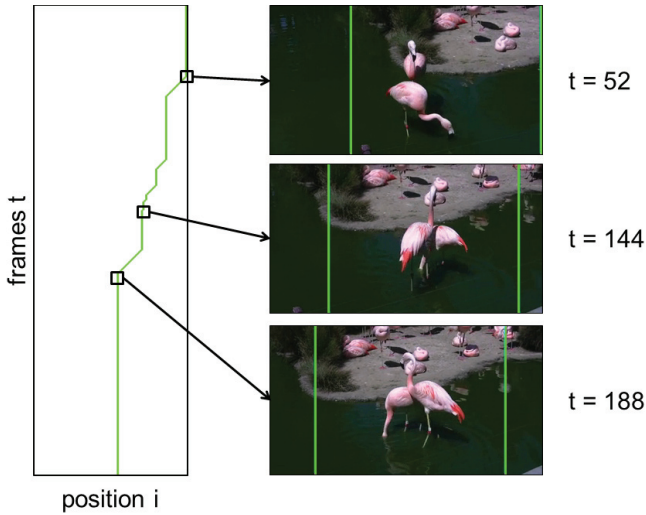 t = 52
t = 144
t = 188
frames t
position i